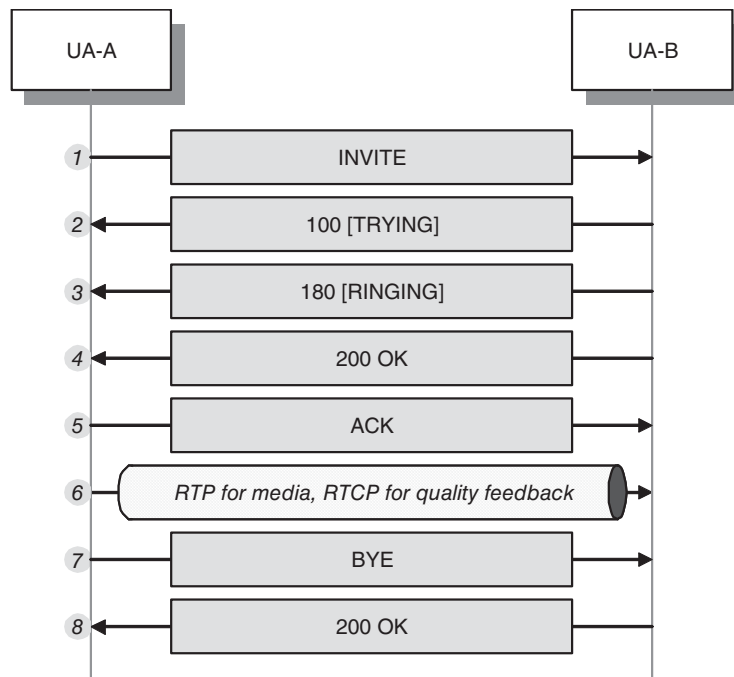 UA-A
UA-B
1 INVITE
2 100 [TRYING]
3 180 [RINGING]
4 200 OK
5 ACK
6 RTP for media, RTCP for quality feedback
7 BYE
8 200 OK